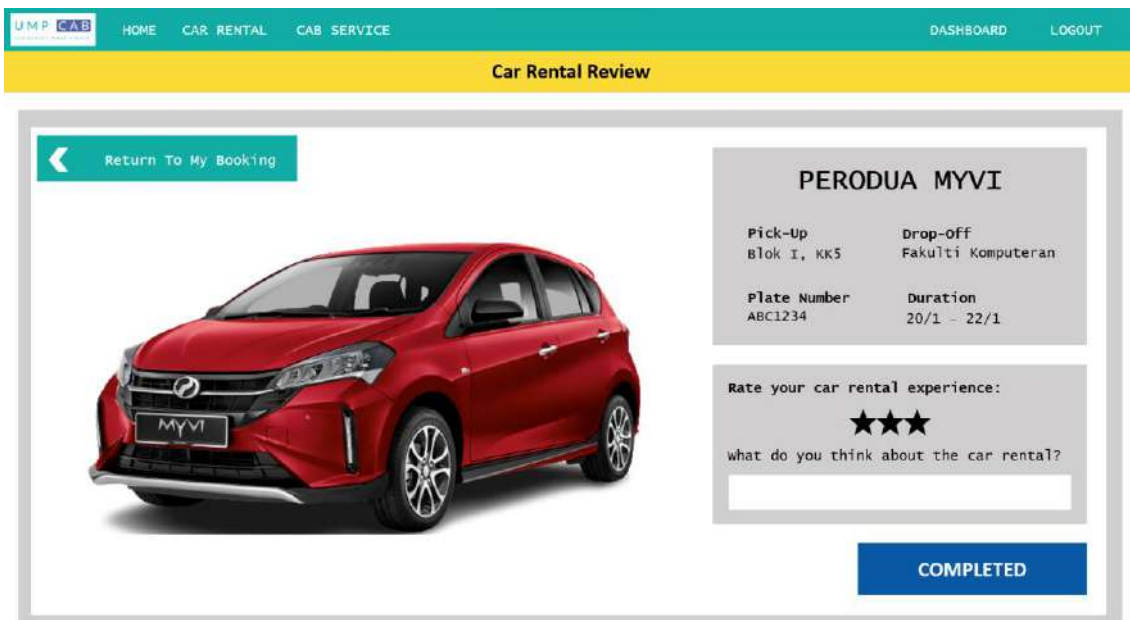 UMP CAB
HOME CAR RENTAL CAB SERVICE DASHBOARD LOGOUT
Car Rental Review
Return To My Booking
PERODUA MYVI
Pick-Up Drop-Off
Blok I, KK5 Fakulti Komputeran
Plate Number Duration
ABC1234 20/1 - 22/1
Rate your car rental experience:
What do you think about the car rental?
MYVI
COMPLETED